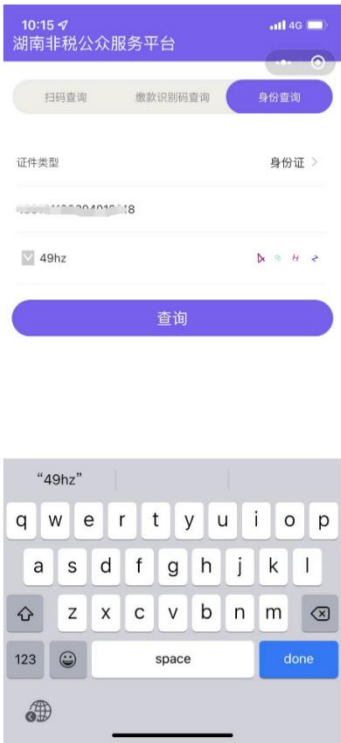 10:15 4G
湖南非税公众服务平台
扫码查询 缴款识别码查询 身份查询
证件类型 身份证
49hz
查询
“49hz”
q w e r t y u i o p
a s d f g h j k l
z x c v b n m
123 space done